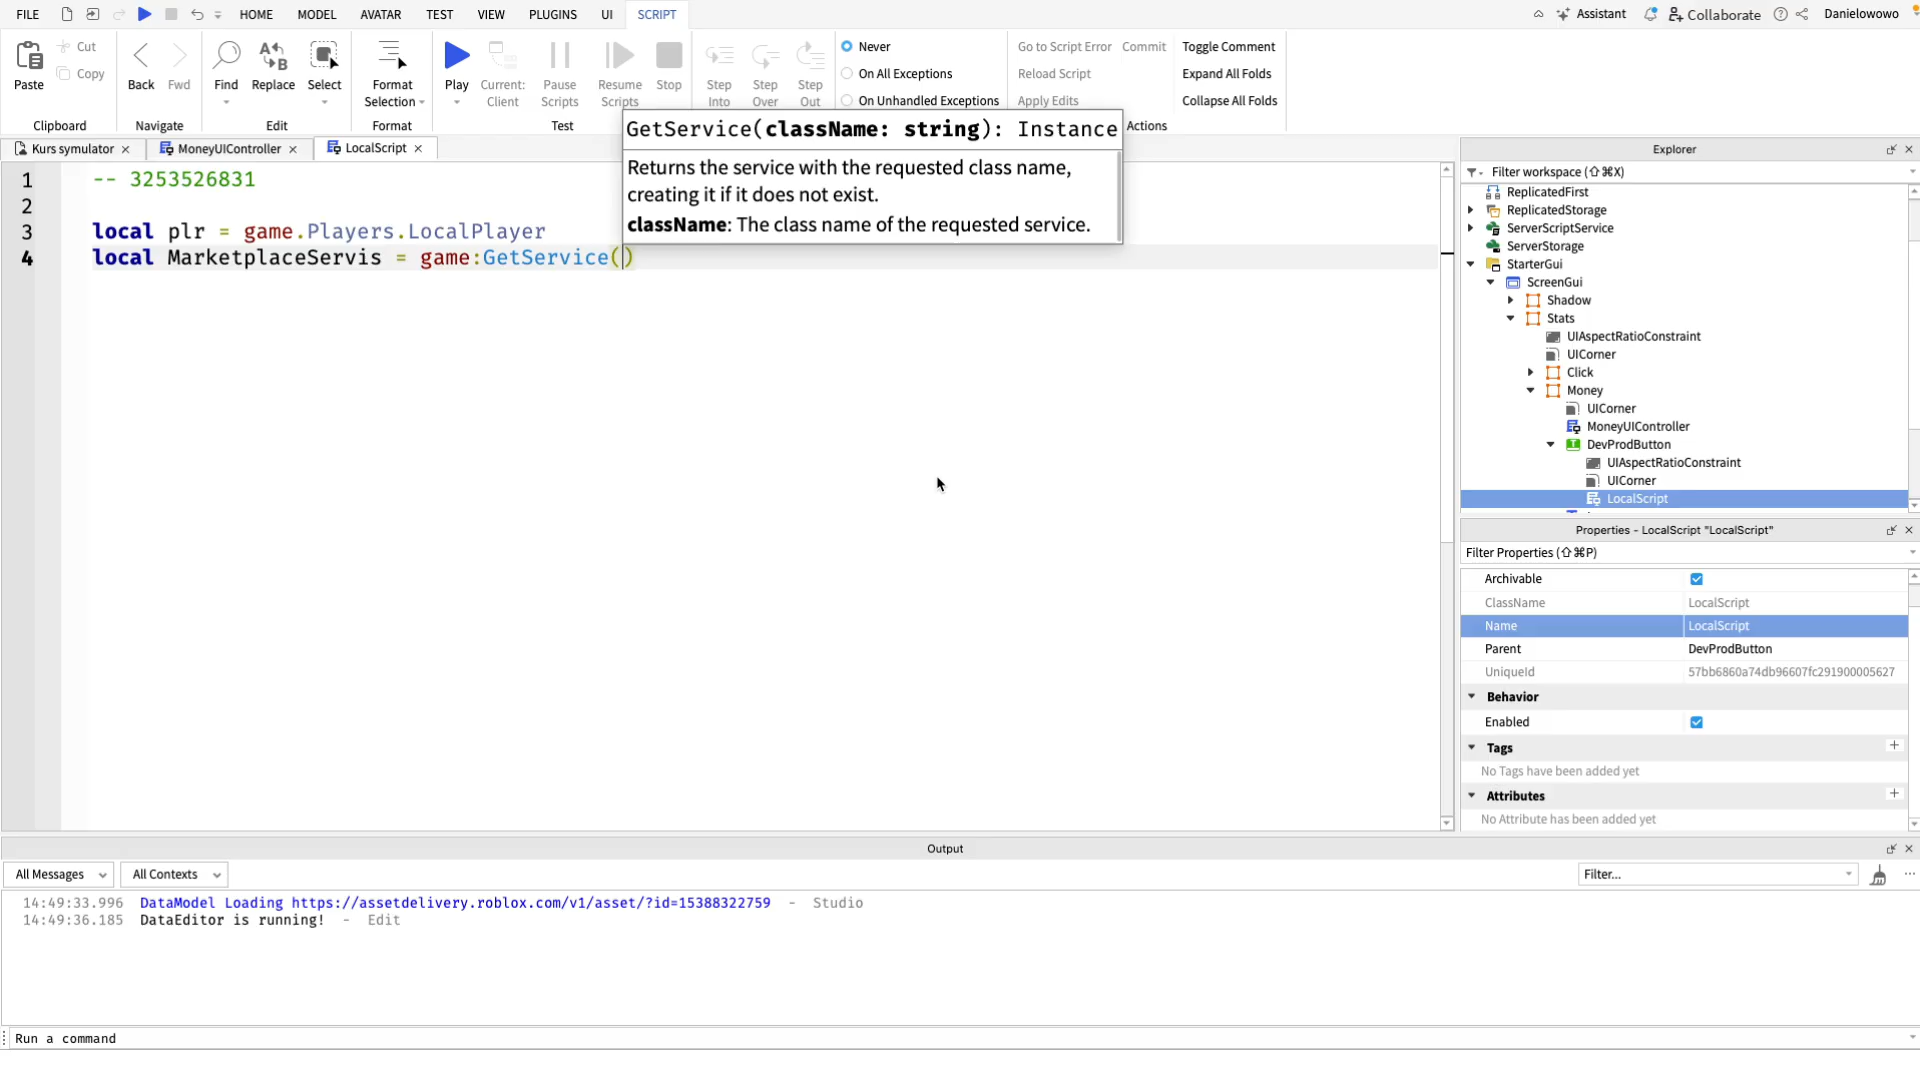 FILE HOME MODEL AVATAR TEST VIEW PLUGINS UI SCRIPT Assistant Collaborate Danielowowo
Paste Cut Copy
Clipboard
Back Fwd
Navigate
Find Replace Select
Edit
Format Selection
Format
Play Current: Client Pause Scripts Resume Scripts Stop
Test
Step Into Step Over Step Out
Never
On All Exceptions
On Unhandled Exceptions
Go to Script Error Commit
Reload Script
Apply Edits
Toggle Comment
Expand All Folds
Collapse All Folds
Actions
Kurs symulator MoneyUIController LocalScript
GetService(className: string): Instance
Returns the service with the requested class name,
creating it if it does not exist.
className: The class name of the requested service.
1 -- 3253526831
2
3 local plr = game.Players.LocalPlayer
4 local MarketplaceServis = game:GetService()
Explorer
Filter workspace (⇧⌘X)
ReplicatedFirst
ReplicatedStorage
ServerScriptService
ServerStorage
StarterGui
ScreenGui
Shadow
Stats
UIAspectRatioConstraint
UICorner
Click
Money
UICorner
MoneyUIController
DevProdButton
UIAspectRatioConstraint
UICorner
LocalScript
Properties - LocalScript "LocalScript"
Filter Properties (⇧⌘P)
Archivable
ClassName LocalScript
Name LocalScript
Parent DevProdButton
UniqueId 57bb6860a74db96607fc291900005627
Behavior
Enabled
Tags
No Tags have been added yet
Attributes
No Attribute has been added yet
Output
All Messages All Contexts Filter...
14:49:33.996 DataModel Loading https://assetdelivery.roblox.com/v1/asset/?id=15388322759 - Studio
14:49:36.185 DataEditor is running! - Edit
Run a command